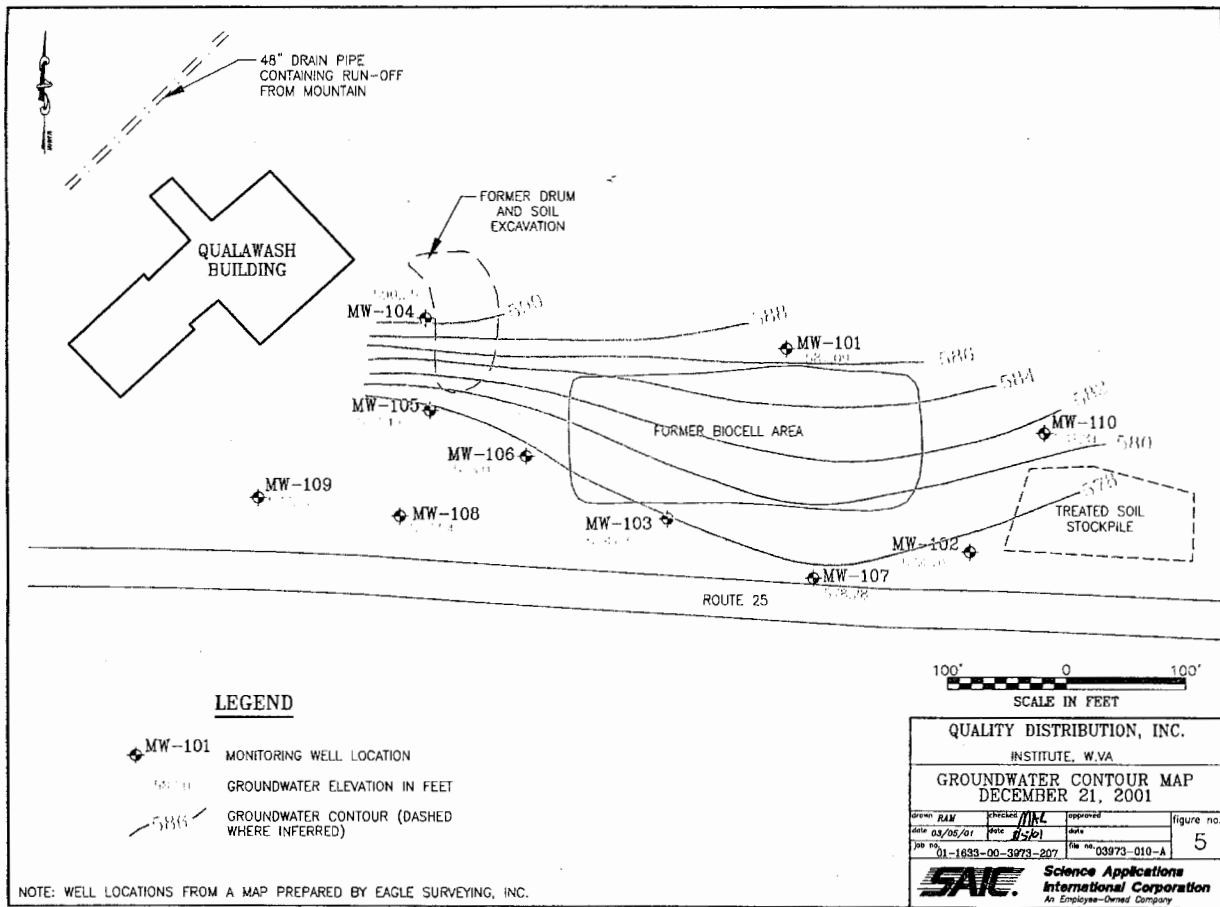 48" DRAIN PIPE
CONTAINING RUN-OFF
FROM MOUNTAIN
FORMER DRUM
AND SOIL
EXCAVATION
QUALAWASH
BUILDING
MW-104
588
MW-101
586
584
582
MW-105
FORMER BIOCELL AREA
MW-110
580
MW-106
MW-109
578
MW-108
MW-103
TREATED SOIL
STOCKPILE
MW-102
MW-107
578.28
ROUTE 25
100' 0 100'
SCALE IN FEET
LEGEND
MW-101 MONITORING WELL LOCATION
GROUNDWATER ELEVATION IN FEET
586 GROUNDWATER CONTOUR (DASHED
WHERE INFERRED)
QUALITY DISTRIBUTION, INC.
INSTITUTE, W.VA
GROUNDWATER CONTOUR MAP
DECEMBER 21, 2001
drawn RAM checked MAL approved figure no.
date 03/05/01 date date 5
job no. 01-1633-00-3973-207 file no. 03973-010-A
SAIC. Science Applications
International Corporation
An Employee-Owned Company
NOTE: WELL LOCATIONS FROM A MAP PREPARED BY EAGLE SURVEYING, INC.